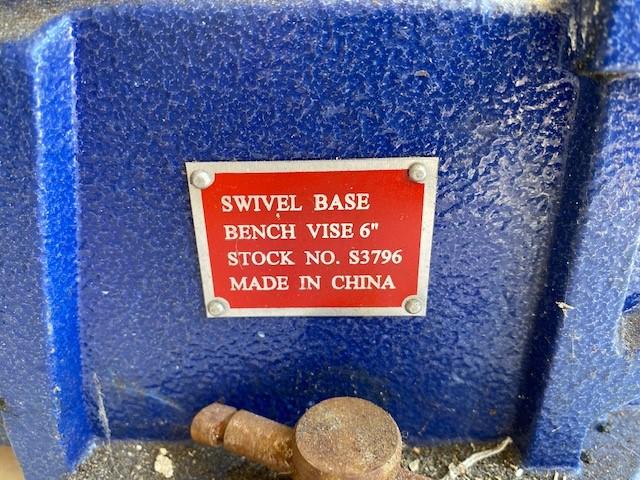 SWIVEL BASE
BENCH VISE 6"
STOCK NO. S3796
MADE IN CHINA